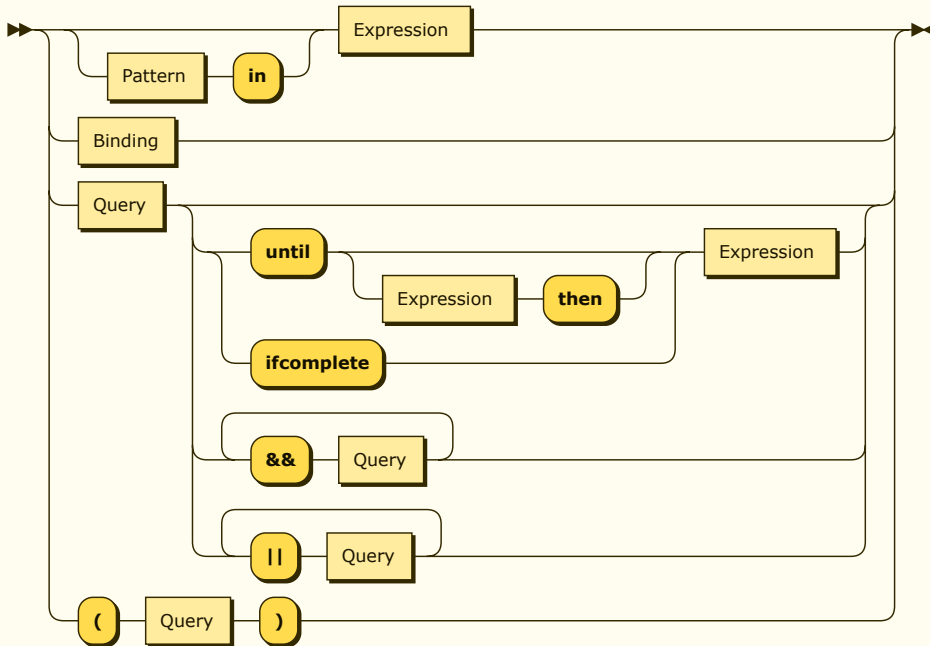 Expression
Pattern in
Binding
Query
until Expression
Expression then
ifcomplete
&& Query
|| Query
( Query )